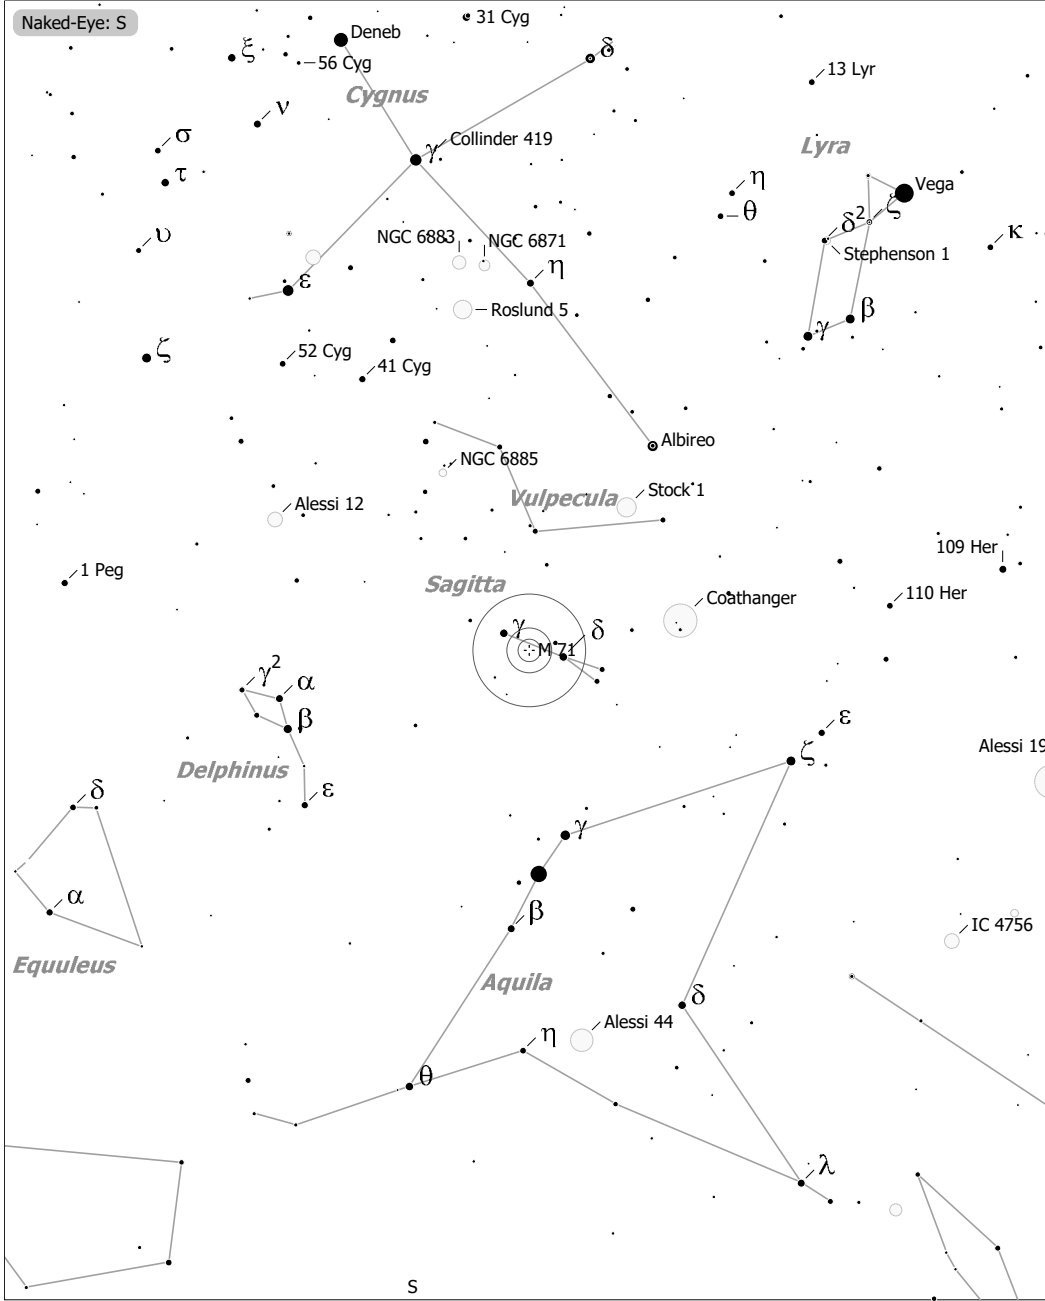 Naked-Eye: S
31 Cyg
Deneb
δ
ξ
56 Cyg
13 Lyr
Cygnus
ν
σ
Collinder 419
γ
Lyra
τ
η
Vega
θ
δ²
ζ
υ
NGC 6883
NGC 6871
κ
Stephenson 1
η
ε
Roslund 5
β
γ
ζ
52 Cyg
41 Cyg
Albireo
NGC 6885
Stock 1
Vulpecula
Alessi 12
109 Her
1 Peg
Sagitta
110 Her
Coathanger
γ
δ
M 71
γ²
α
β
ε
ζ
Alessi 19
Delphinus
δ
ε
γ
α
β
IC 4756
Equuleus
Aquila
δ
Alessi 44
η
θ
λ
S